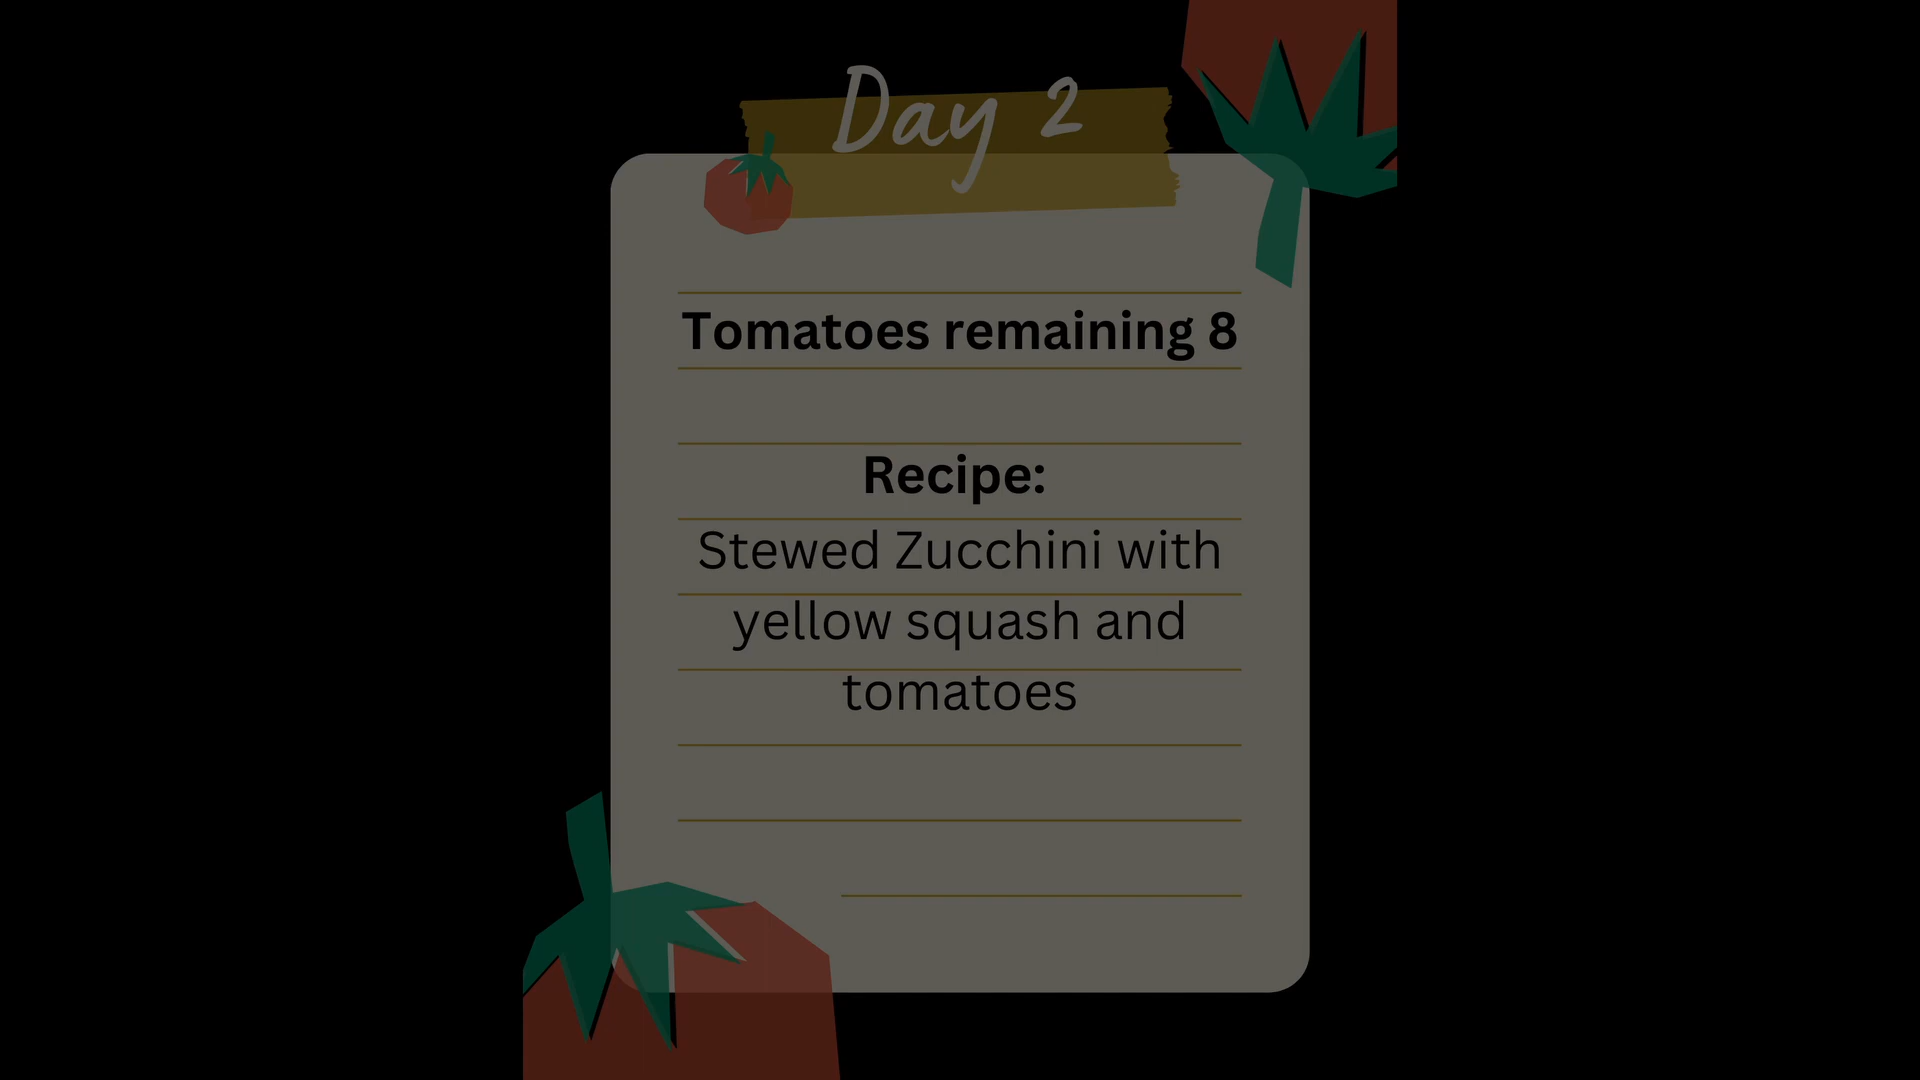 Day 2
Tomatoes remaining 8
Recipe:
Stewed Zucchini with
yellow squash and
tomatoes